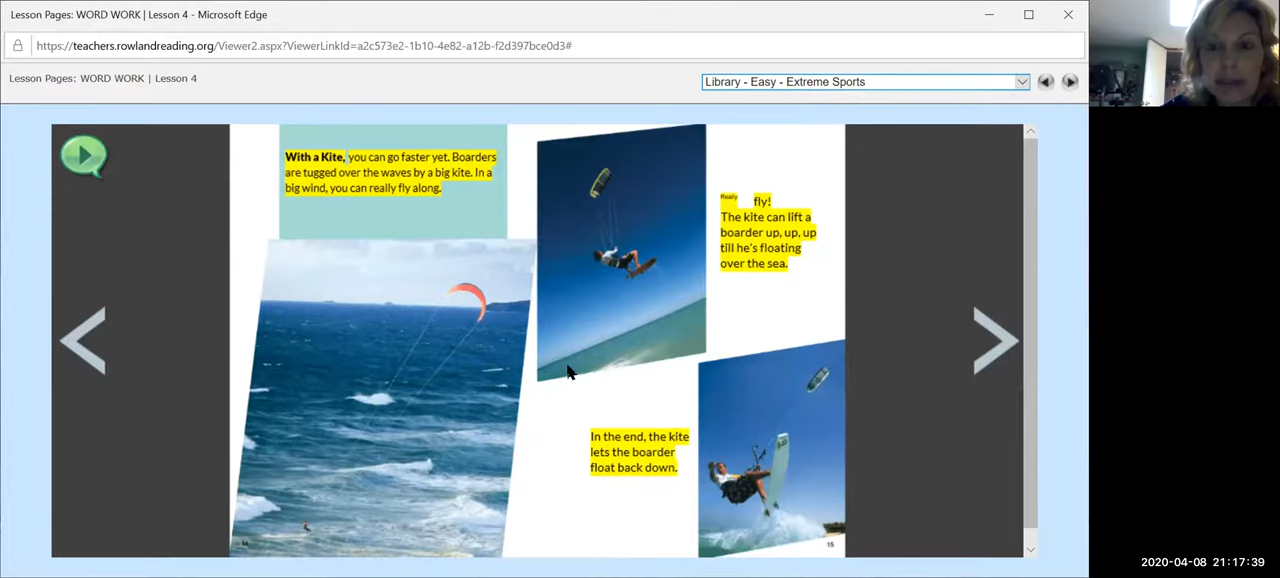 Lesson Pages: WORD WORK | Lesson 4 - Microsoft Edge
https://teachers.rowlandreading.org/Viewer2.aspx?ViewerLinkId=a2c573e2-1b10-4e82-a12b-f2d397bce0d3#
Lesson Pages: WORD WORK | Lesson 4
Library - Easy - Extreme Sports
With a Kite, you can go faster yet. Boarders
are tugged over the waves by a big kite. In a
big wind, you can really fly along.
Really fly!
The kite can lift a
boarder up, up, up
till he's floating
over the sea.
In the end, the kite
lets the boarder
float back down.
14
15
2020-04-08 21:17:39